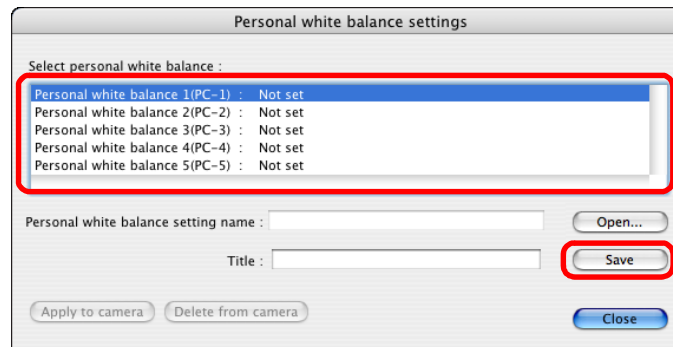 Personal white balance settings
Select personal white balance :
Personal white balance 1(PC-1) : Not set
Personal white balance 2(PC-2) : Not set
Personal white balance 3(PC-3) : Not set
Personal white balance 4(PC-4) : Not set
Personal white balance 5(PC-5) : Not set
Personal white balance setting name :
Open...
Title :
Save
Apply to camera
Delete from camera
Close